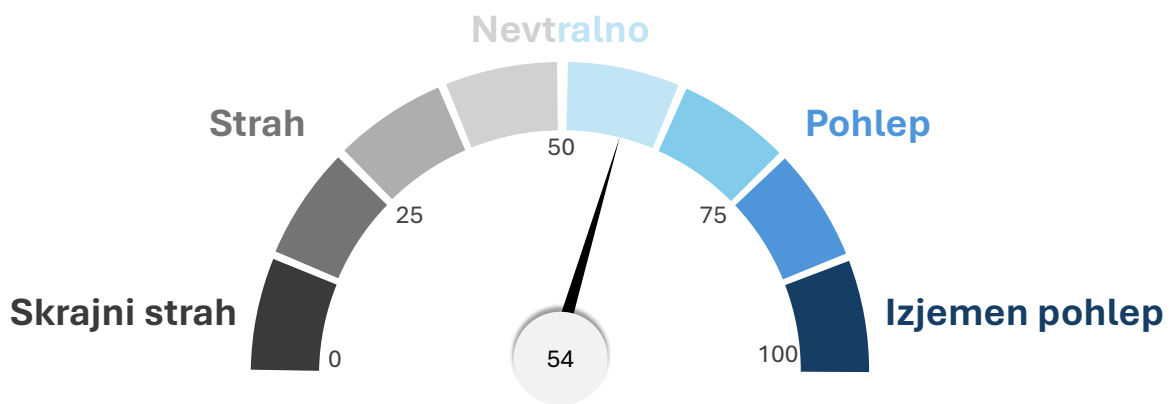 Nevtralno
Strah
Pohlep
50
25
75
Skrajni strah
Izjemen pohlep
0
54
100